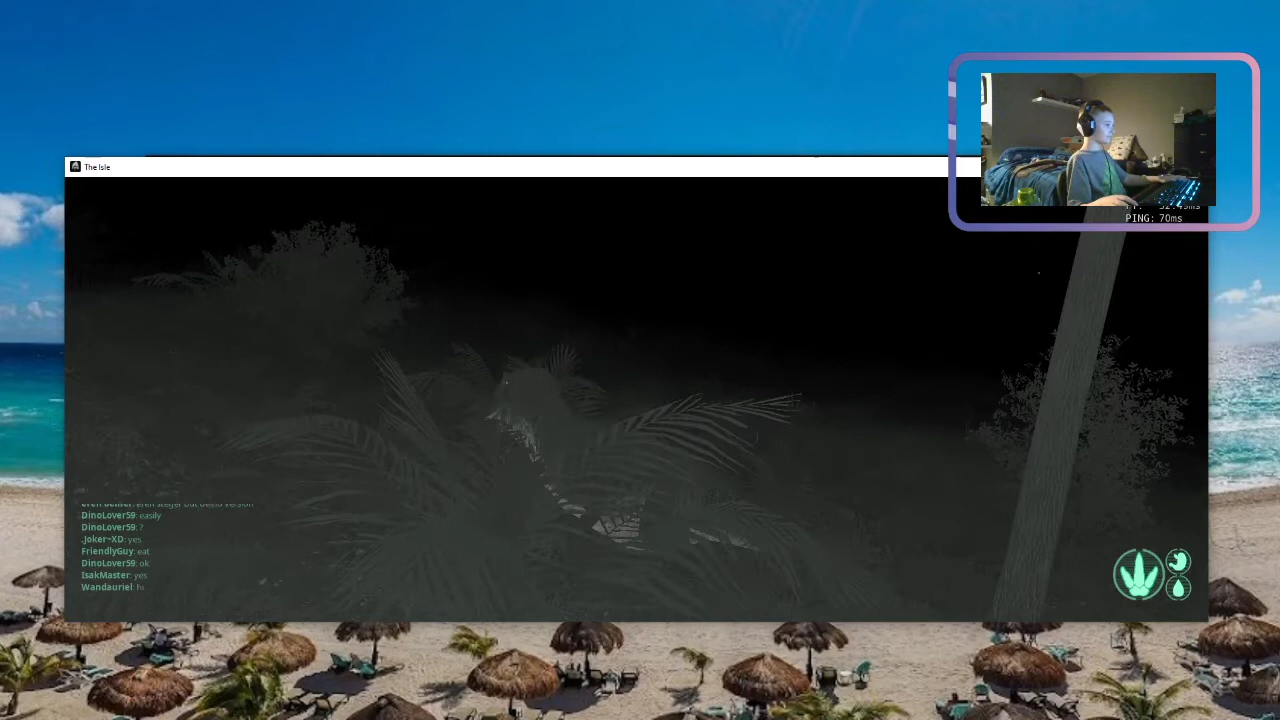 The Isle
PING: 70ms
DinoLover59: easily
DinoLover59: ?
.Joker~XD: yes
FriendlyGuy: eat
DinoLover59: ok
IsakMaster: yes
Wandauriel: hi